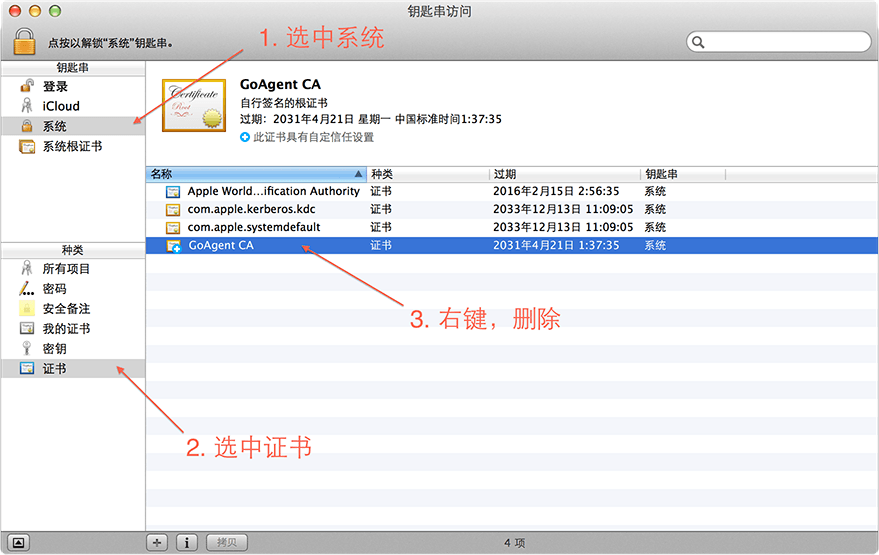 钥匙串访问
点按以解锁“系统”钥匙串。
1. 选中系统
钥匙串
登录
iCloud
系统
系统根证书
Certificate
Root
GoAgent CA
自行签名的根证书
过期：2031年4月21日 星期一 中国标准时间1:37:35
此证书具有自定信任设置
名称 种类 过期 钥匙串
Apple World...ification Authority 证书 2016年2月15日 2:56:35 系统
com.apple.kerberos.kdc 证书 2033年12月13日 11:09:05 系统
com.apple.systemdefault 证书 2033年12月13日 11:09:05 系统
GoAgent CA 证书 2031年4月21日 1:37:35 系统
种类
所有项目
密码
安全备注
我的证书
密钥
证书
3. 右键，删除
2. 选中证书
拷贝
4 项